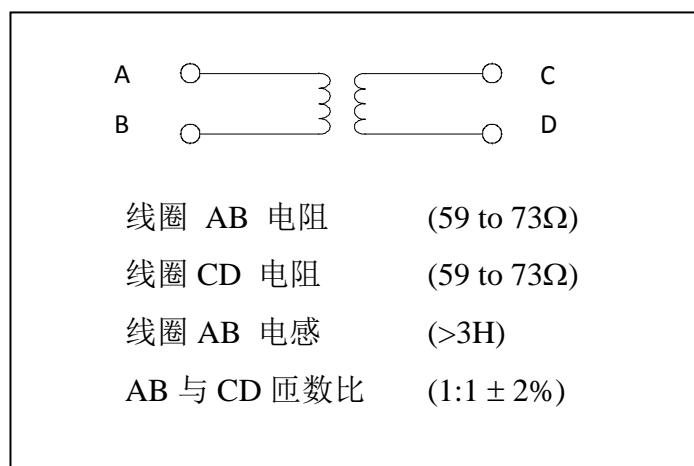 A C
B D
线圈 AB 电阻 (59 to 73Ω)
线圈 CD 电阻 (59 to 73Ω)
线圈 AB 电感 (>3H)
AB 与 CD 匝数比 (1:1 ± 2%)